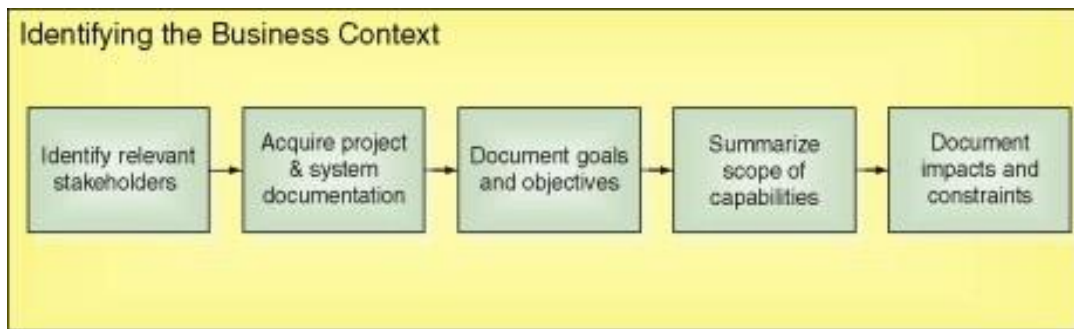 Identifying the Business Context
Identify relevant
stakeholders
Acquire project
& system
documentation
Document goals
and objectives
Summarize
scope of
capabilities
Document
impacts and
constraints